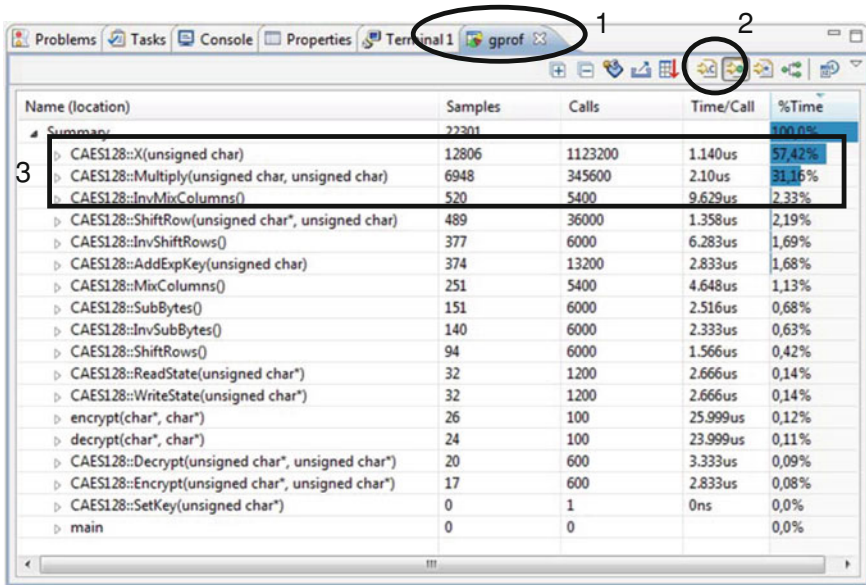 1 2
Problems Tasks Console Properties Terminal 1 gprof
Name (location) Samples Calls Time/Call %Time
Summary 22301 100,0%
3
CAES128::X(unsigned char) 12806 1123200 1.140us 57,42%
CAES128::Multiply(unsigned char, unsigned char) 6948 345600 2.10us 31,16%
CAES128::InvMixColumns() 520 5400 9.629us 2,33%
CAES128::ShiftRow(unsigned char*, unsigned char) 489 36000 1.358us 2,19%
CAES128::InvShiftRows() 377 6000 6.283us 1,69%
CAES128::AddExpKey(unsigned char) 374 13200 2.833us 1,68%
CAES128::MixColumns() 251 5400 4.648us 1,13%
CAES128::SubBytes() 151 6000 2.516us 0,68%
CAES128::InvSubBytes() 140 6000 2.333us 0,63%
CAES128::ShiftRows() 94 6000 1.566us 0,42%
CAES128::ReadState(unsigned char*) 32 1200 2.666us 0,14%
CAES128::WriteState(unsigned char*) 32 1200 2.666us 0,14%
encrypt(char*, char*) 26 100 25.999us 0,12%
decrypt(char*, char*) 24 100 23.999us 0,11%
CAES128::Decrypt(unsigned char*, unsigned char*) 20 600 3.333us 0,09%
CAES128::Encrypt(unsigned char*, unsigned char*) 17 600 2.833us 0,08%
CAES128::SetKey(unsigned char*) 0 1 0ns 0,0%
main 0 0 0,0%